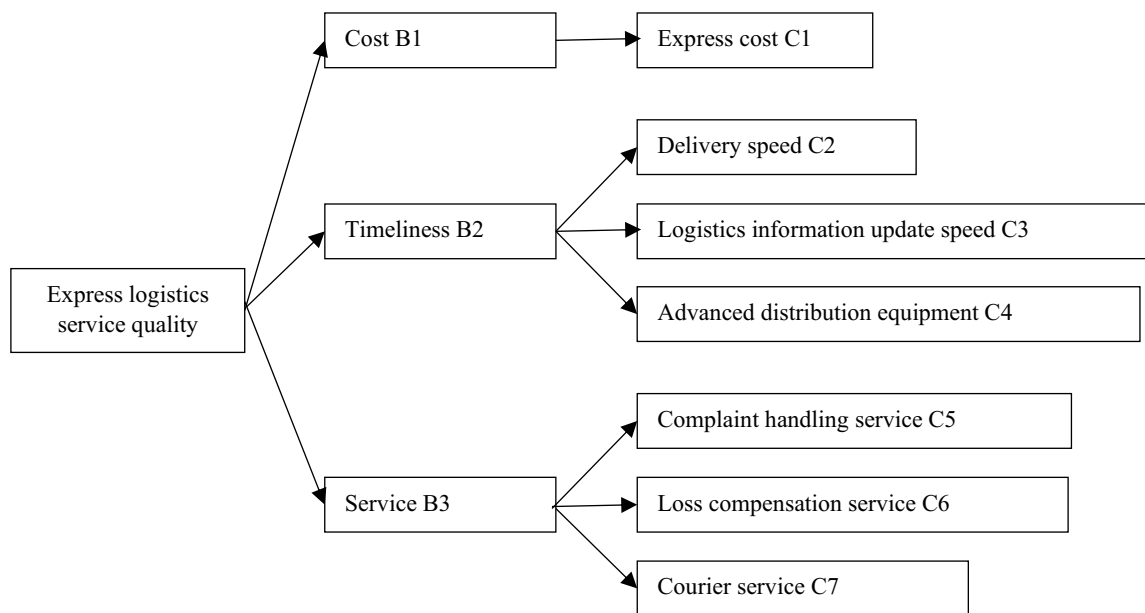 Cost B1
Express cost C1
Delivery speed C2
Timeliness B2
Logistics information update speed C3
Express logistics
service quality
Advanced distribution equipment C4
Complaint handling service C5
Service B3
Loss compensation service C6
Courier service C7